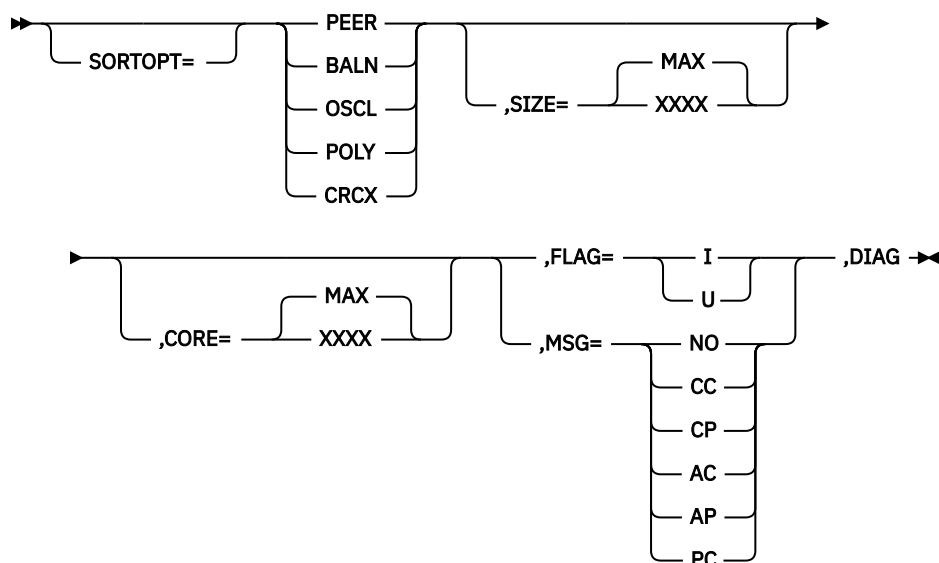 PEER
SORTOPT=
BALN
OSCL
POLY
CRCX
,SIZE=
MAX
XXXX
,CORE=
MAX
XXXX
,FLAG=
I
U
,MSG=
NO
CC
CP
AC
AP
PC
,DIAG